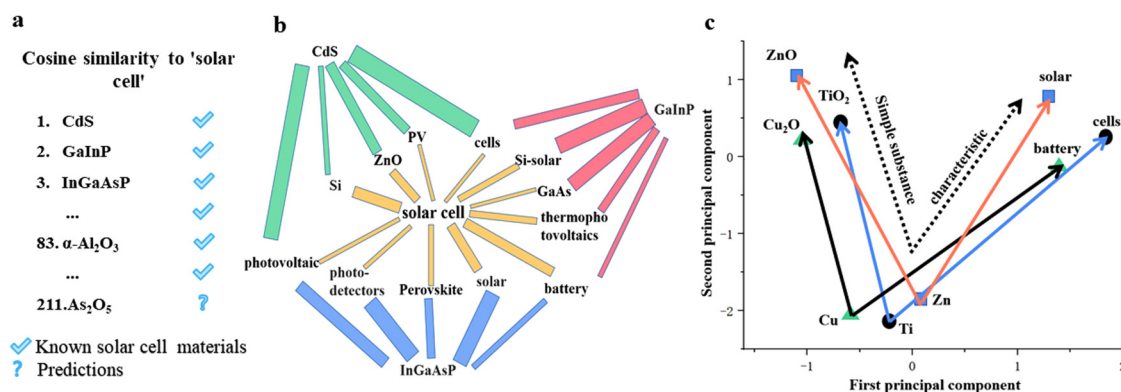 a
Cosine similarity to 'solar
cell'
1. CdS
2. GaInP
3. InGaAsP
...
83. α-Al₂O₃
...
211.As₂O₅
?
Known solar cell materials
? Predictions
b
CdS
GaInP
PV
cells
ZnO
Si-solar
Si
GaAs
solar cell
thermopho
tovoltaics
photovoltaic
photo-
detectors
Perovskite
solar
battery
InGaAsP
c
Second principal component
1
0
−1
−2
ZnO
TiO₂
Cu₂O
Simple substance
characteristic
solar
cells
battery
Cu
Ti
Zn
−1
0
1
2
First principal component